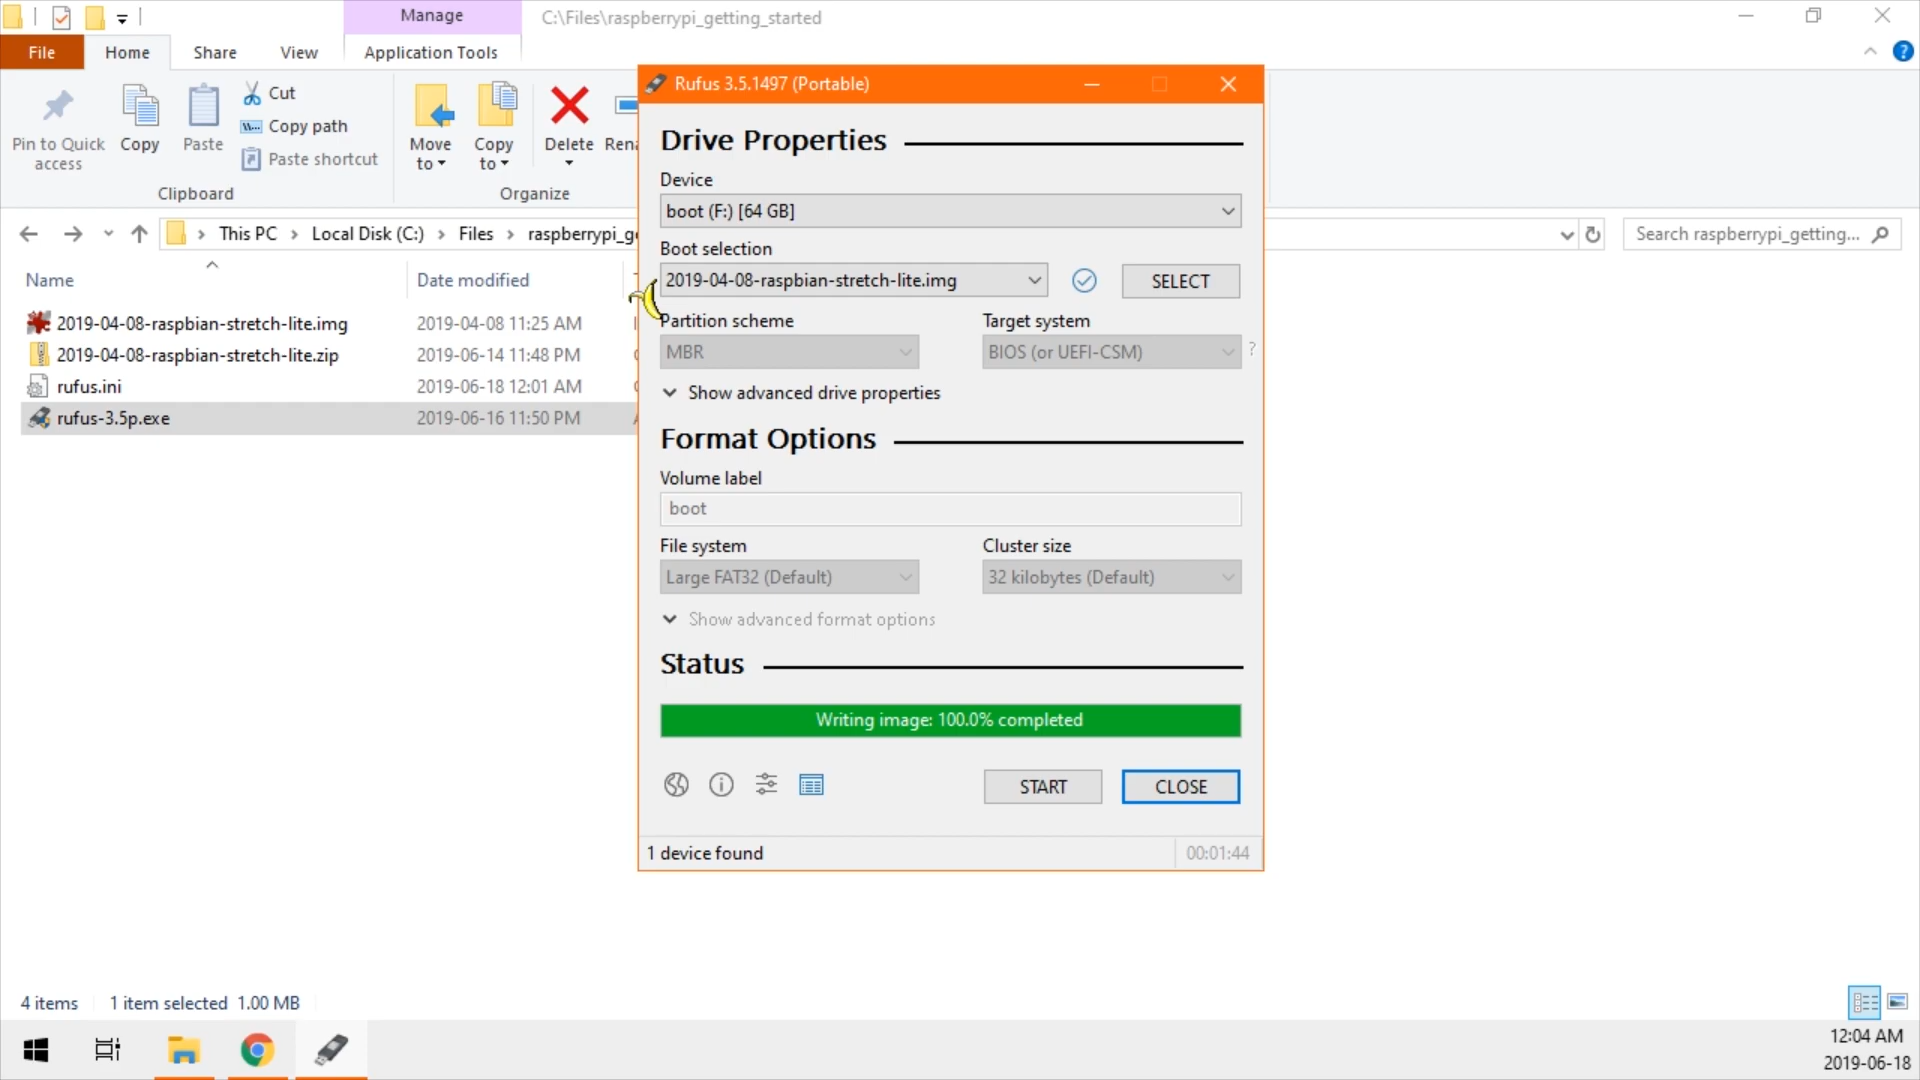 Manage
C:\Files\raspberrypi_getting_started
File
Home
Share
View
Application Tools
Pin to Quick access
Copy
Paste
Cut
Copy path
Paste shortcut
Clipboard
Move to
Copy to
Delete
Rena
Organize
This PC
Local Disk (C:)
Files
raspberrypi_ge
Search raspberrypi_getting...
Name
Date modified
2019-04-08-raspbian-stretch-lite.img
2019-04-08 11:25 AM
2019-04-08-raspbian-stretch-lite.zip
2019-06-14 11:48 PM
rufus.ini
2019-06-18 12:01 AM
rufus-3.5p.exe
2019-06-16 11:50 PM
Rufus 3.5.1497 (Portable)
Drive Properties
Device
boot (F:) [64 GB]
Boot selection
2019-04-08-raspbian-stretch-lite.img
SELECT
Partition scheme
Target system
MBR
BIOS (or UEFI-CSM)
?
Show advanced drive properties
Format Options
Volume label
boot
File system
Cluster size
Large FAT32 (Default)
32 kilobytes (Default)
Show advanced format options
Status
Writing image: 100.0% completed
START
CLOSE
1 device found
00:01:44
4 items
1 item selected 1.00 MB
12:04 AM
2019-06-18